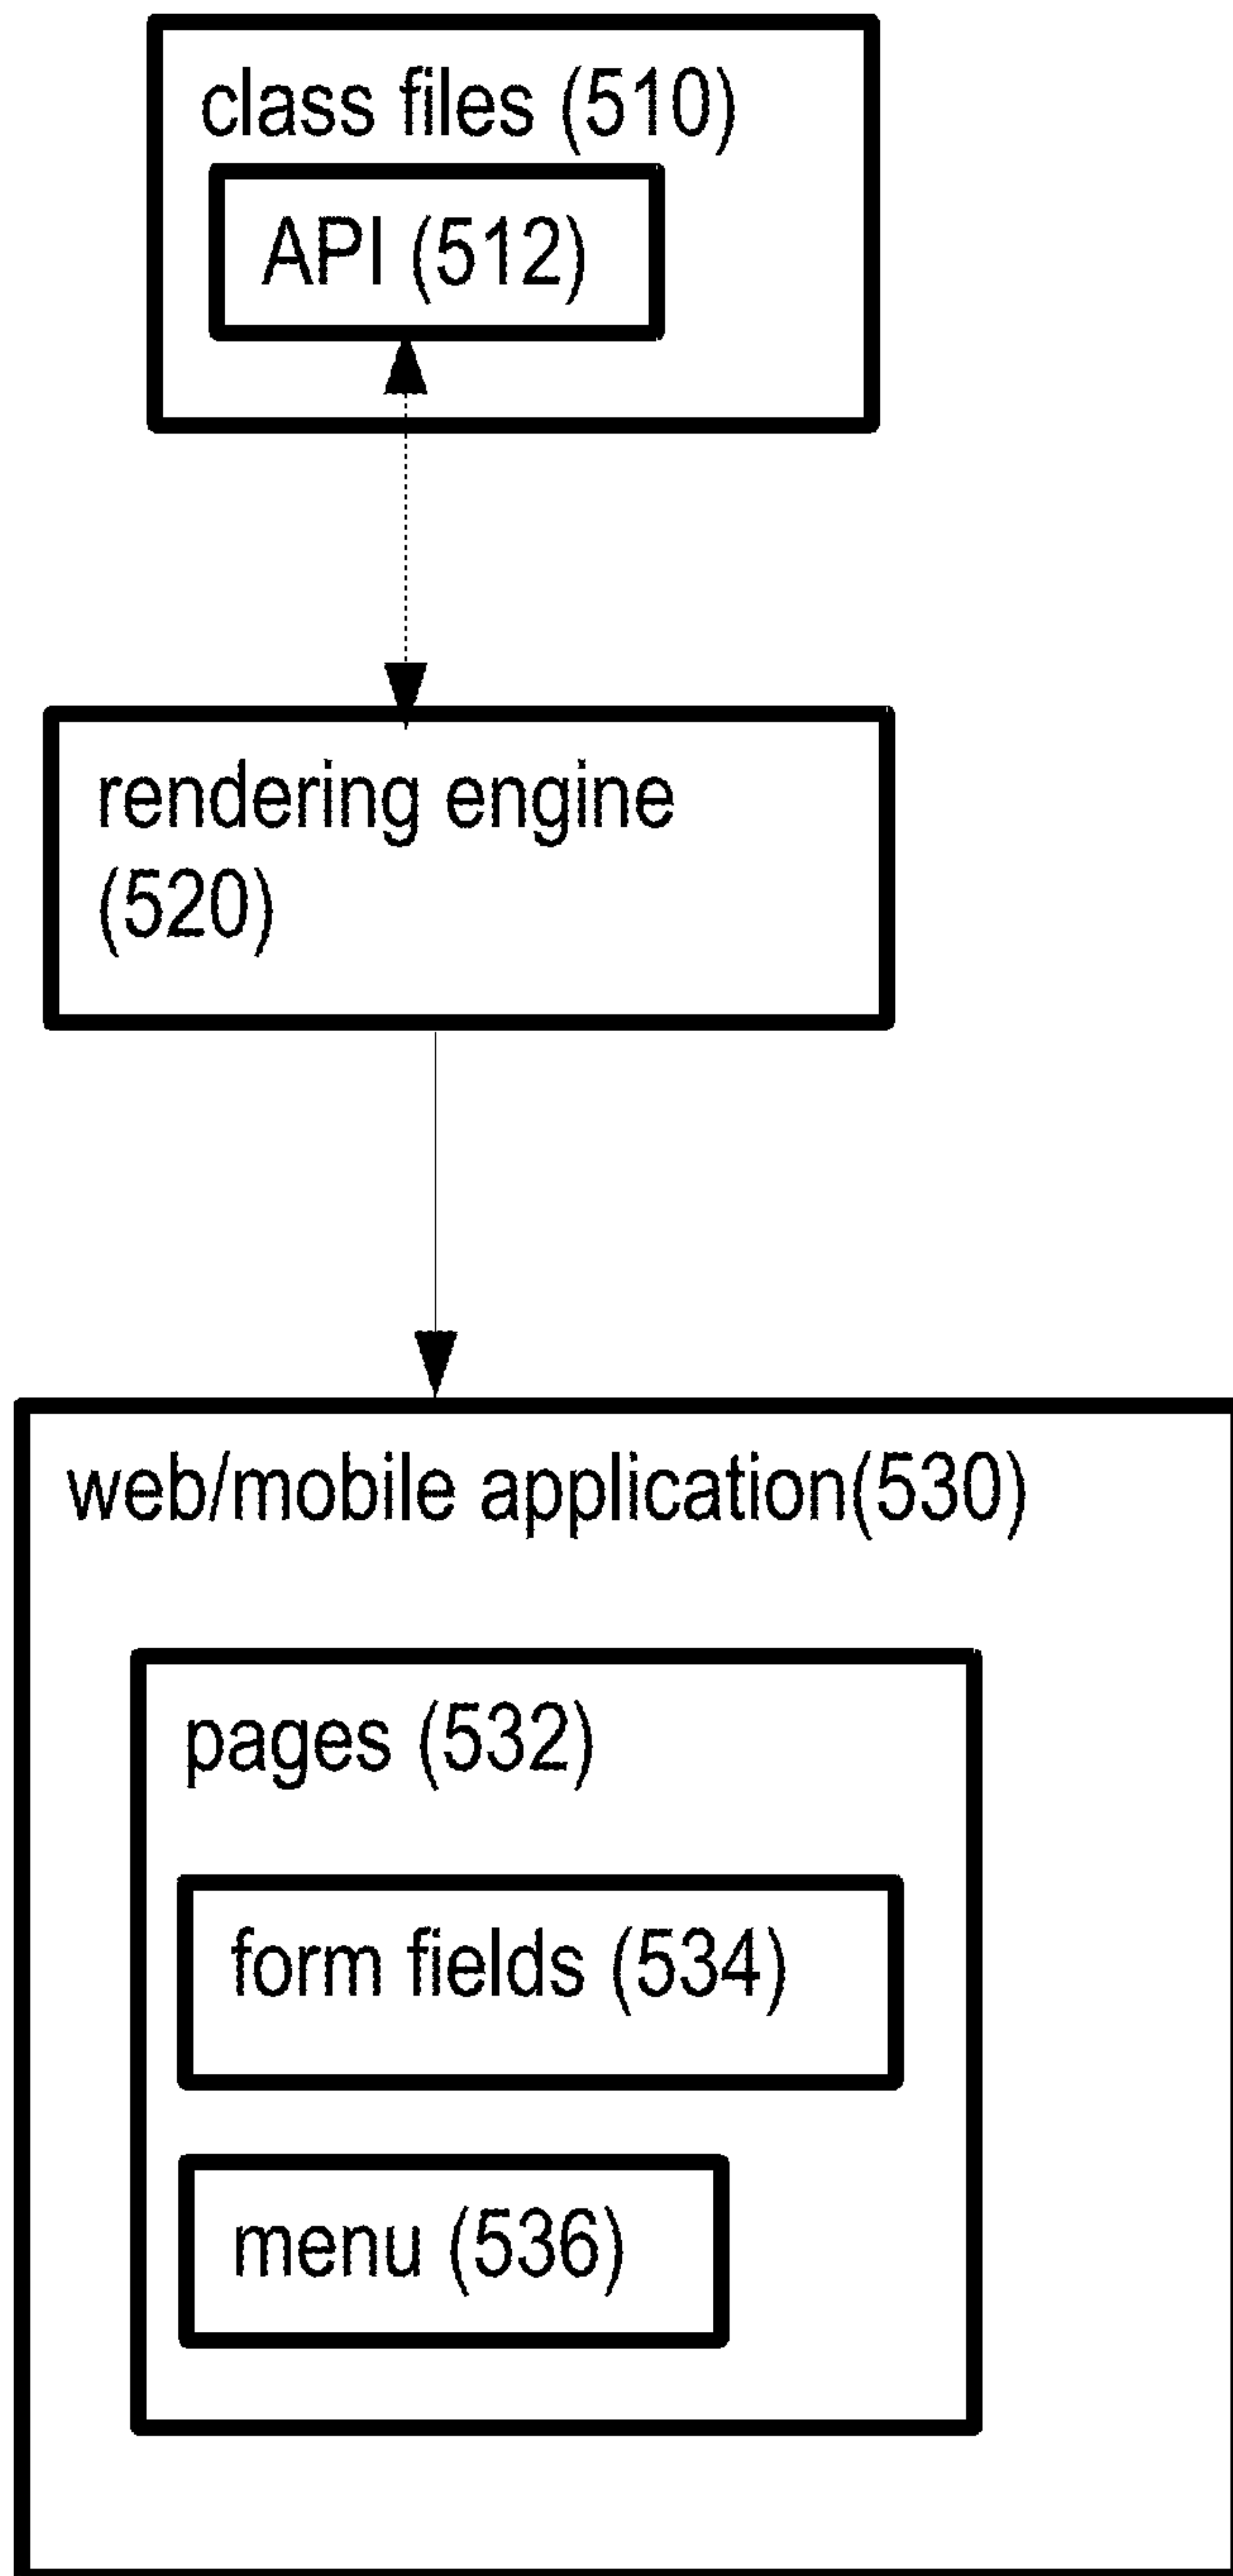 class files (510)
API (512)
rendering engine
(520)
web/mobile application(530)
pages (532)
form fields (534)
menu (536)